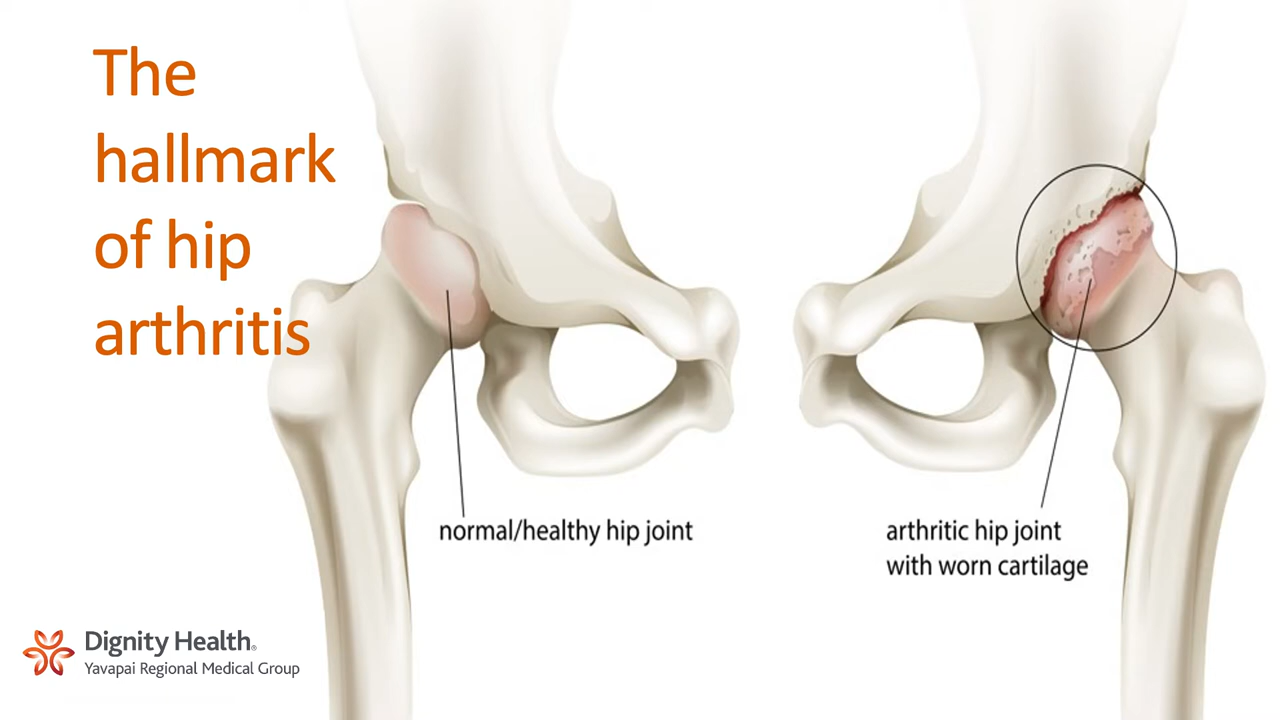 The
hallmark
of hip
arthritis
normal/healthy hip joint
arthritic hip joint
with worn cartilage
Dignity Health®
Yavapai Regional Medical Group